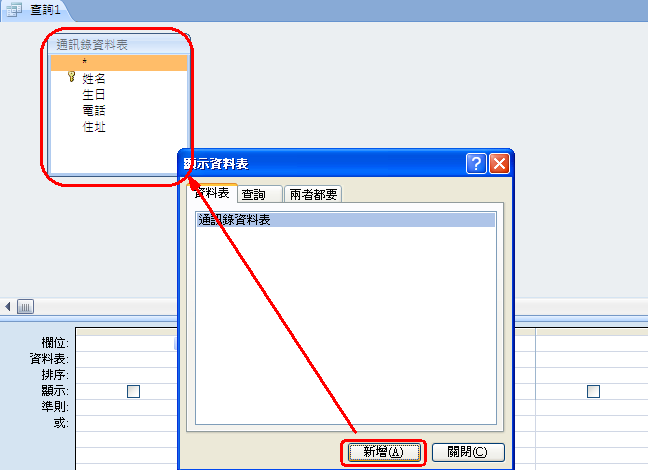 查詢1
通訊錄資料表
*
姓名
生日
電話
住址
顯示資料表
資料表 查詢 兩者都要
通訊錄資料表
欄位:
資料表:
排序:
顯示:
準則:
或:
新增(A) 關閉(C)